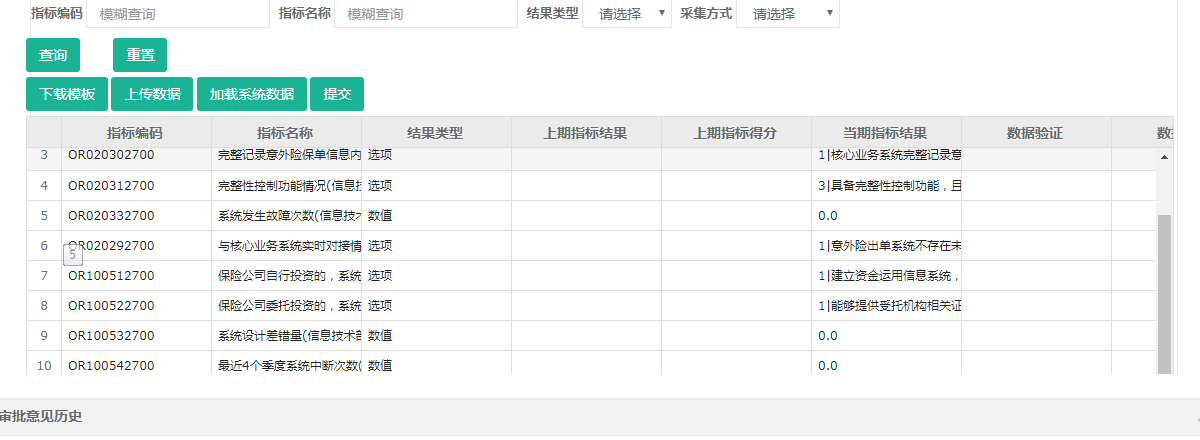 指标编码 模糊查询 指标名称 模糊查询 结果类型 请选择 采集方式 请选择
查询 重置
下载模板 上传数据 加载系统数据 提交
指标编码 指标名称 结果类型 上期指标结果 上期指标得分 当期指标结果 数据验证
3 OR020302700 完整记录意外险保单信息内 选项 1|核心业务系统完整记录意
4 OR020312700 完整性控制功能情况(信息技 选项 3|具备完整性控制功能，且
5 OR020332700 系统发生故障次数(信息技术 数值 0.0
6 OR020292700 与核心业务系统实时对接情 选项 1|意外险出单系统不存在未
5
7 OR100512700 保险公司自行投资的，系统 选项 1|建立资金运用信息系统，
8 OR100522700 保险公司委托投资的，系统 选项 1|能够提供受托机构相关证
9 OR100532700 系统设计差错量(信息技术部 数值 0.0
10 OR100542700 最近4个季度系统中断次数( 数值 0.0
审批意见历史